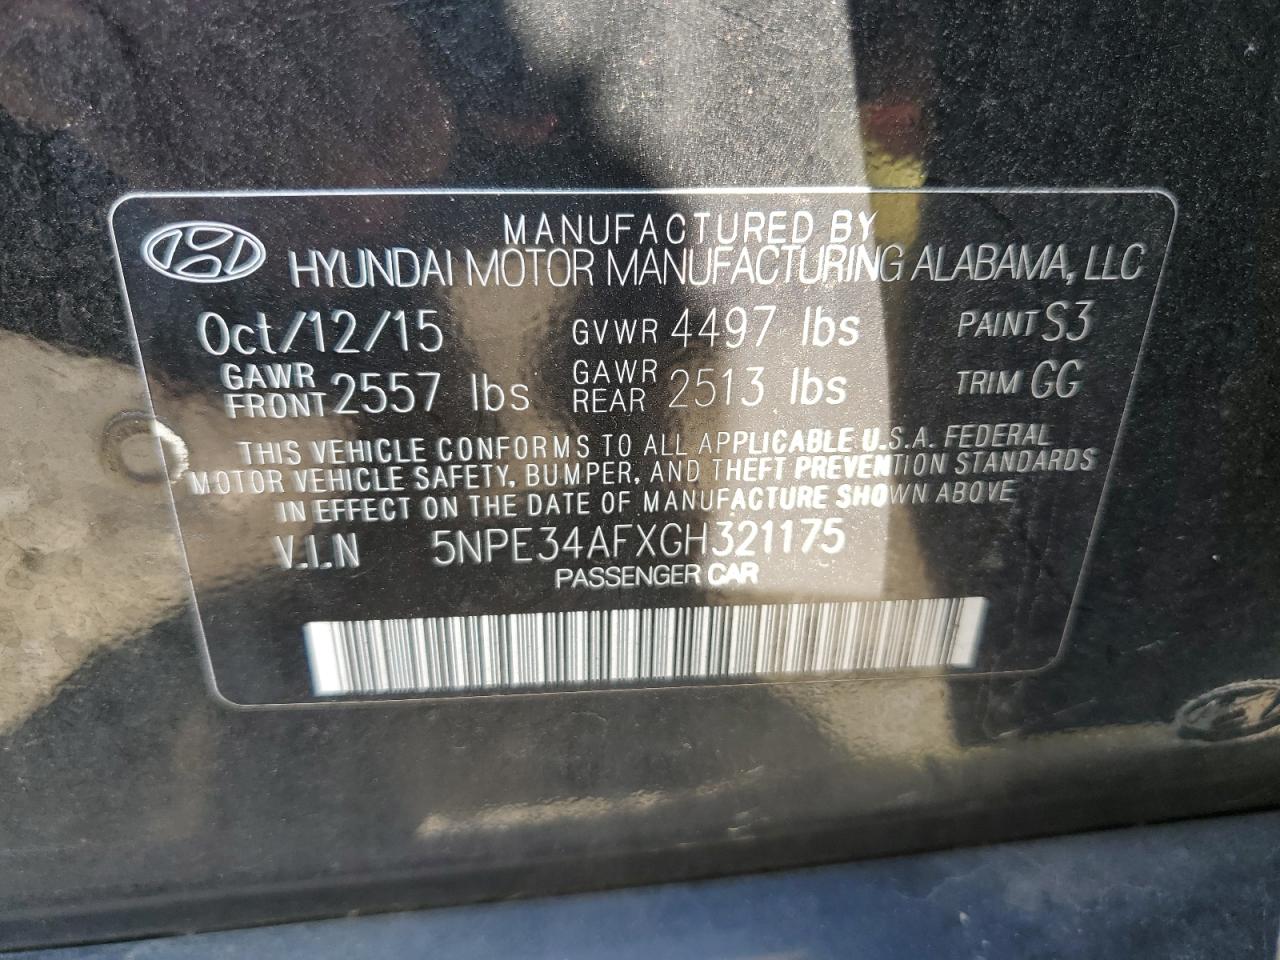 MANUFACTURED BY
HYUNDAI MOTOR MANUFACTURING ALABAMA, LLC
Oct/12/15 GVWR 4497 lbs PAINT S3
GAWR FRONT 2557 lbs GAWR REAR 2513 lbs TRIM GG
THIS VEHICLE CONFORMS TO ALL APPLICABLE U.S.A. FEDERAL
MOTOR VEHICLE SAFETY, BUMPER, AND THEFT PREVENTION STANDARDS
IN EFFECT ON THE DATE OF MANUFACTURE SHOWN ABOVE
V.I.N 5NPE34AFXGH321175
PASSENGER CAR